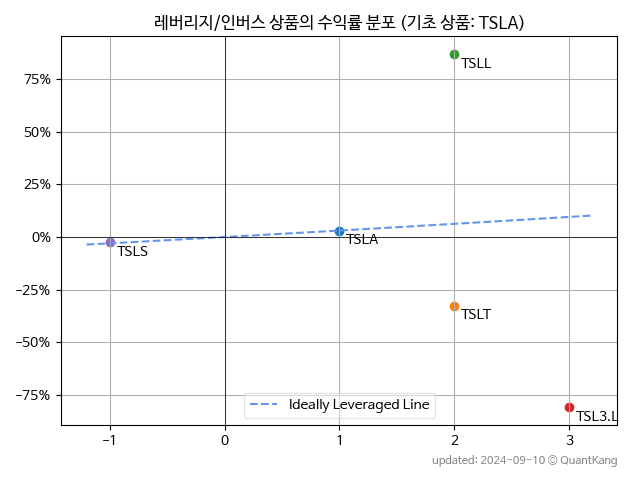 레버리지/인버스 상품의 수익률 분포 (기초 상품: TSLA)
75%
50%
25%
0%
−25%
−50%
−75%
TSLL
TSLA
TSLS
TSLT
TSL3.L
Ideally Leveraged Line
−1 0 1 2 3
updated: 2024-09-10 © QuantKang